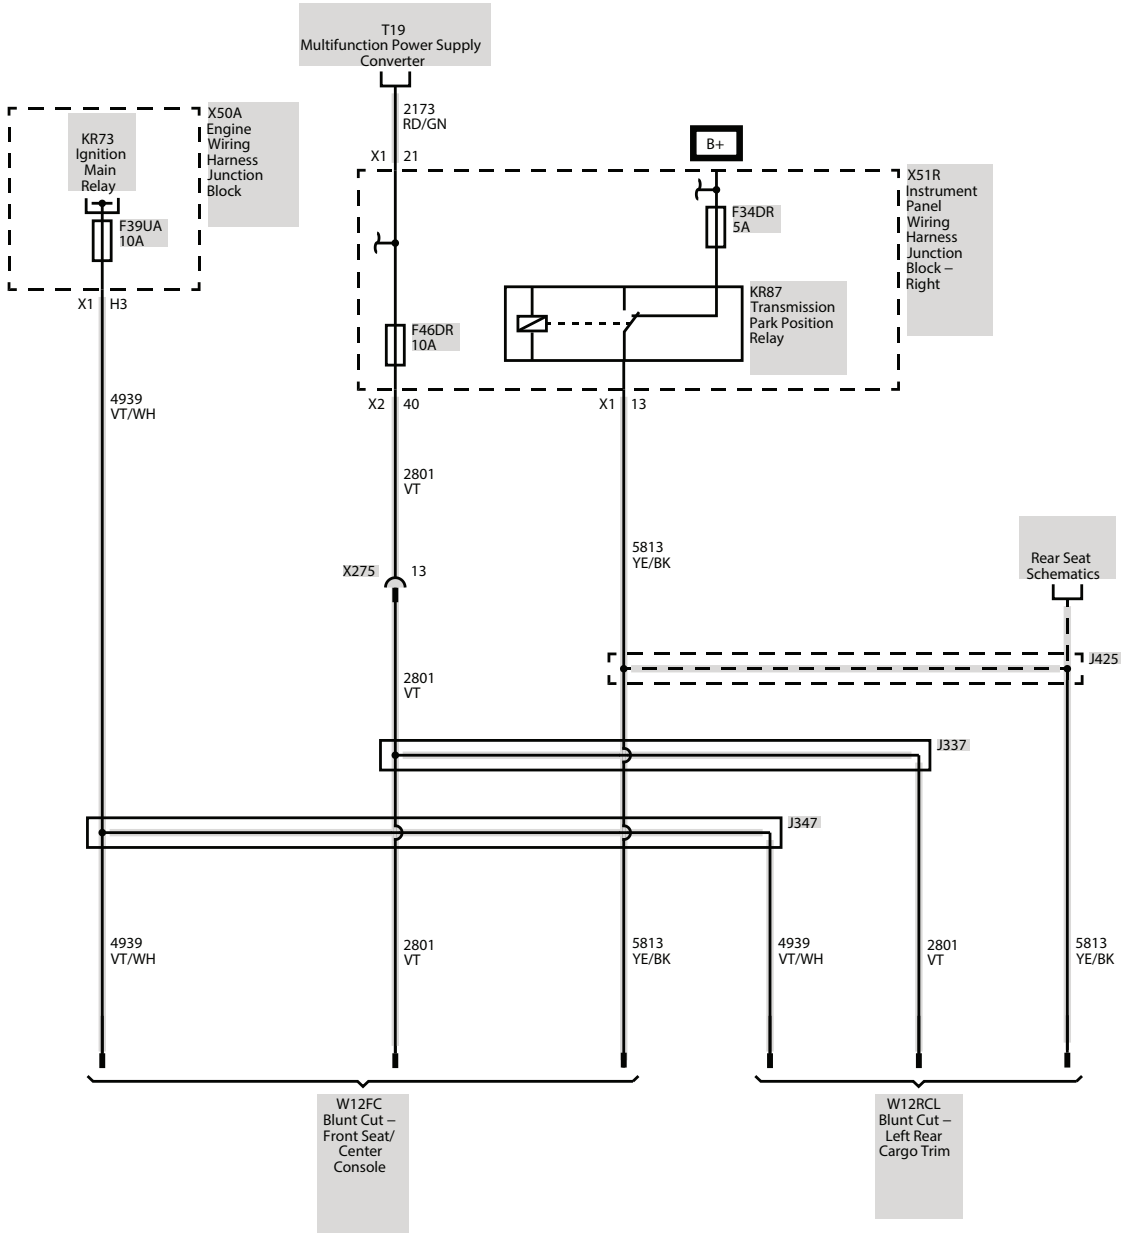 T19
Multifunction Power Supply
Converter
2173
RD/GN
X1 21
X50A
Engine
Wiring
Harness
Junction
Block
KR73
Ignition
Main
Relay
F39UA
10A
X1 H3
B+
X51R
Instrument
Panel
Wiring
Harness
Junction
Block –
Right
F34DR
5A
KR87
Transmission
Park Position
Relay
F46DR
10A
X2 40
X1 13
4939
VT/WH
2801
VT
5813
YE/BK
X275 13
Rear Seat
Schematics
J425
2801
VT
J337
J347
4939
VT/WH
2801
VT
5813
YE/BK
4939
VT/WH
2801
VT
5813
YE/BK
W12FC
Blunt Cut –
Front Seat/
Center
Console
W12RCL
Blunt Cut –
Left Rear
Cargo Trim